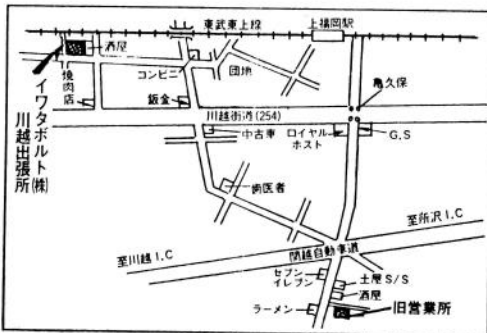 東武東上線
上福岡駅
酒屋
コンビニ
団地
焼肉店
鈑金
亀久保
川越街道(254)
中古車
ロイヤルホスト
G.S
イワタボルト㈱
川越出張所
歯医者
至所沢I.C
関越自動車道
至川越I.C
セブン
イレブン
土屋S/S
酒屋
ラーメン
旧営業所